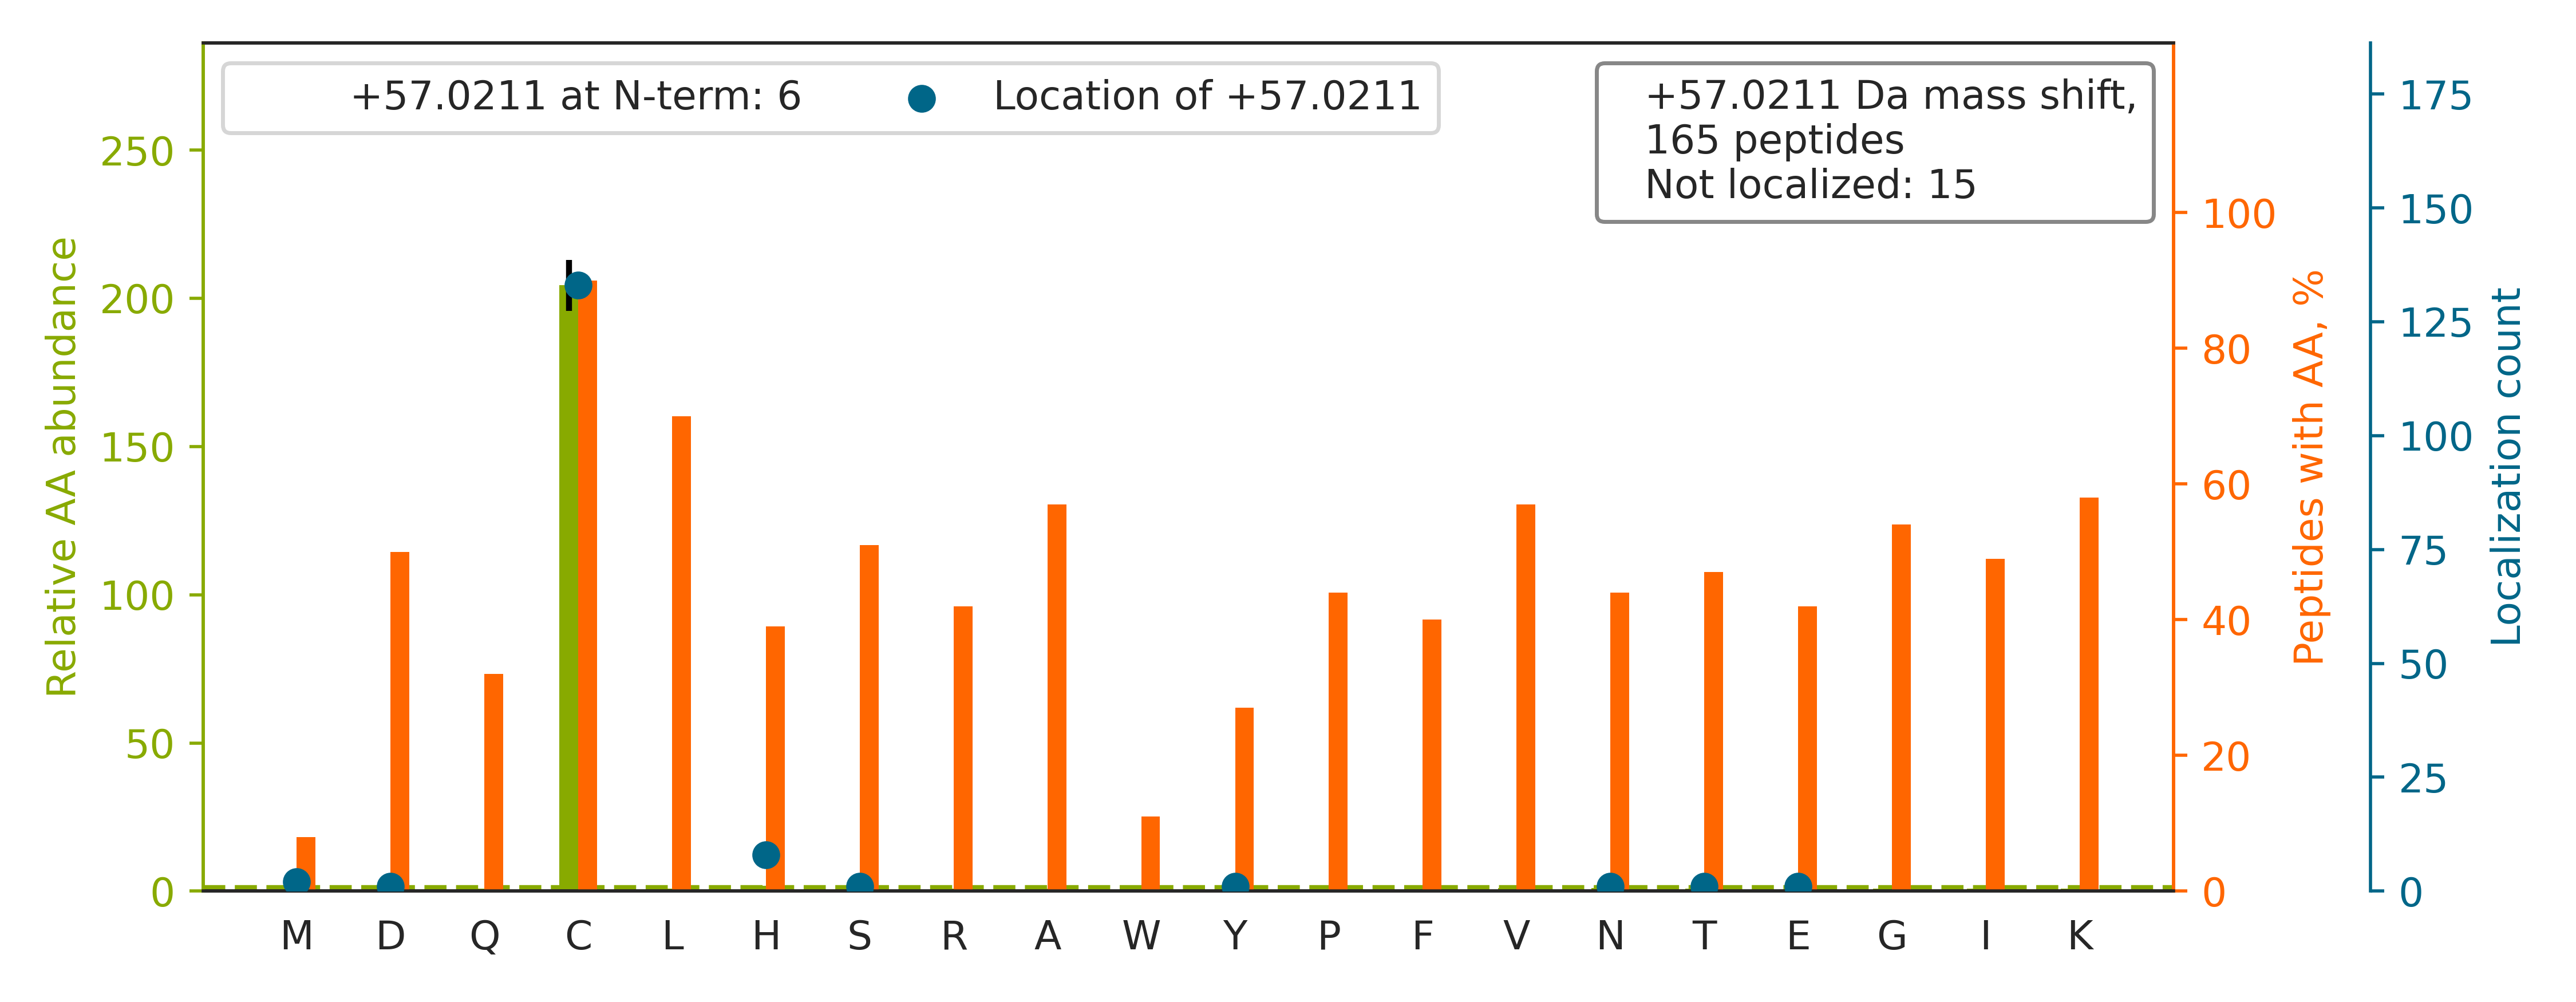 +57.0211 at N-term: 6
Location of +57.0211
+57.0211 Da mass shift,
165 peptides
Not localized: 15
Relative AA abundance
250
200
150
100
50
0
Peptides with AA, %
100
80
60
40
20
0
Localization count
175
150
125
100
75
50
25
0
M D Q C L H S R A W Y P F V N T E G I K